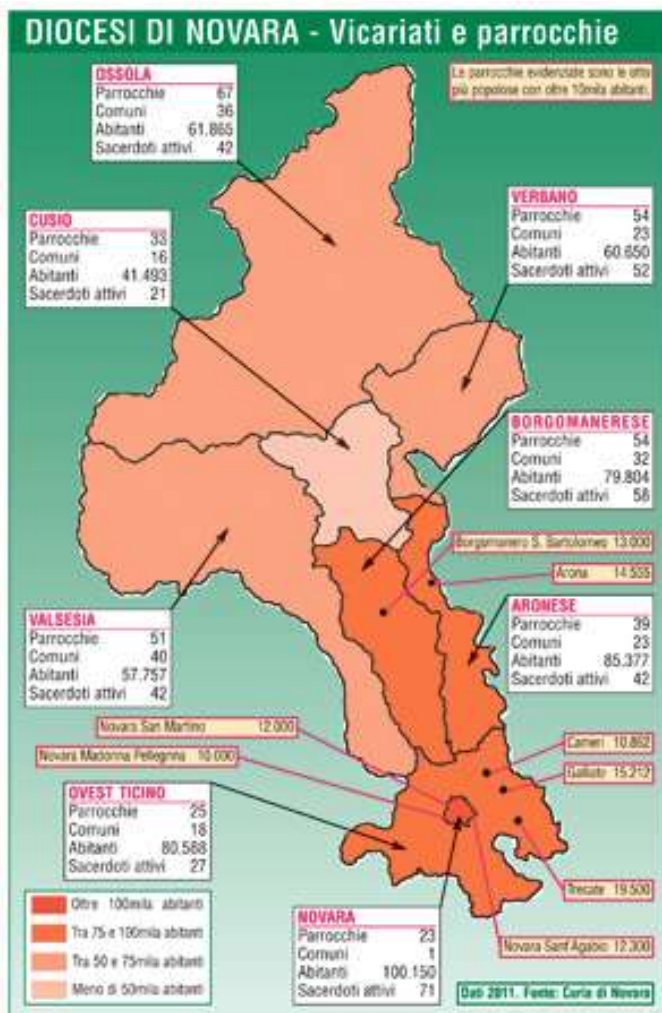 DIOCESI DI NOVARA - Vicariati e parrocchie
Le parrocchie evidenziate sono le otto
più popolose con oltre 10mila abitanti.
OSSOLA
Parrocchie 67
Comuni 36
Abitanti 61.865
Sacerdoti attivi 42
VERBANO
Parrocchie 54
Comuni 23
Abitanti 60.650
Sacerdoti attivi 52
CUSIO
Parrocchie 33
Comuni 16
Abitanti 41.493
Sacerdoti attivi 21
BORGOMANERESE
Parrocchie 54
Comuni 32
Abitanti 79.804
Sacerdoti attivi 58
Borgomanero S. Bartolomeo 13.000
Arona 14.535
VALSESIA
Parrocchie 51
Comuni 40
Abitanti 57.757
Sacerdoti attivi 42
ARONESE
Parrocchie 39
Comuni 23
Abitanti 85.377
Sacerdoti attivi 42
Novara San Martino 12.000
Novara Madonna Pellegrina 10.000
Cameri 10.862
Galliate 15.212
OVEST TICINO
Parrocchie 25
Comuni 18
Abitanti 80.588
Sacerdoti attivi 27
Trecate 19.500
Oltre 100mila abitanti
Tra 75 e 100mila abitanti
Tra 50 e 75mila abitanti
Meno di 50mila abitanti
NOVARA
Parrocchie 23
Comuni 1
Abitanti 100.150
Sacerdoti attivi 71
Novara Sant'Agabio 12.300
Dati 2011. Fonte: Curia di Novara